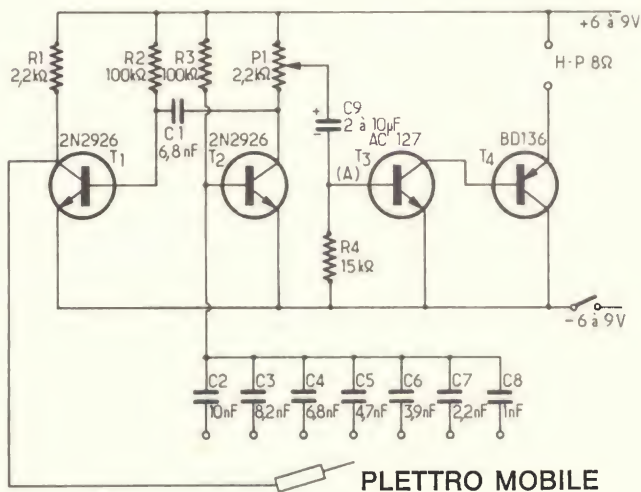 +6 à 9V
R1
2,2kΩ
R2
100kΩ
R3
100kΩ
P1
2,2kΩ
H-P 8Ω
C1
6,8nF
+
C9
2 à 10µF
-
2N2926
T1
2N2926
T2
AC 127
T3
(A)
BD136
T4
R4
15kΩ
-6 à 9V
C2
10nF
C3
8,2nF
C4
6,8nF
C5
4,7nF
C6
3,9nF
C7
2,2nF
C8
1nF
PLETTRO MOBILE